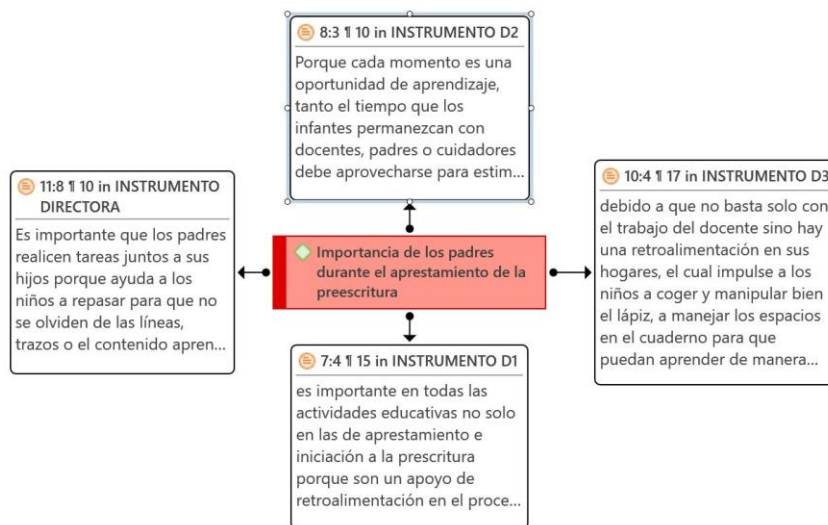 8:3 ¶ 10 in INSTRUMENTO D2
Porque cada momento es una
oportunidad de aprendizaje,
tanto el tiempo que los
infantes permanezcan con
docentes, padres o cuidadores
debe aprovecharse para estim...
11:8 ¶ 10 in INSTRUMENTO
DIRECTORA
Es importante que los padres
realicen tareas juntos a sus
hijos porque ayuda a los
niños a repasar para que no
se olviden de las líneas,
trazos o el contenido apren...
Importancia de los padres
durante el aprestamiento de la
preescritura
10:4 ¶ 17 in INSTRUMENTO D3
debido a que no basta solo con
el trabajo del docente sino hay
una retroalimentación en sus
hogares, el cual impulse a los
niños a coger y manipular bien
el lápiz, a manejar los espacios
en el cuaderno para que
puedan aprender de manera...
7:4 ¶ 15 in INSTRUMENTO D1
es importante en todas las
actividades educativas no solo
en las de aprestamiento e
iniciación a la prescritura
porque son un apoyo de
retroalimentación en el proce...